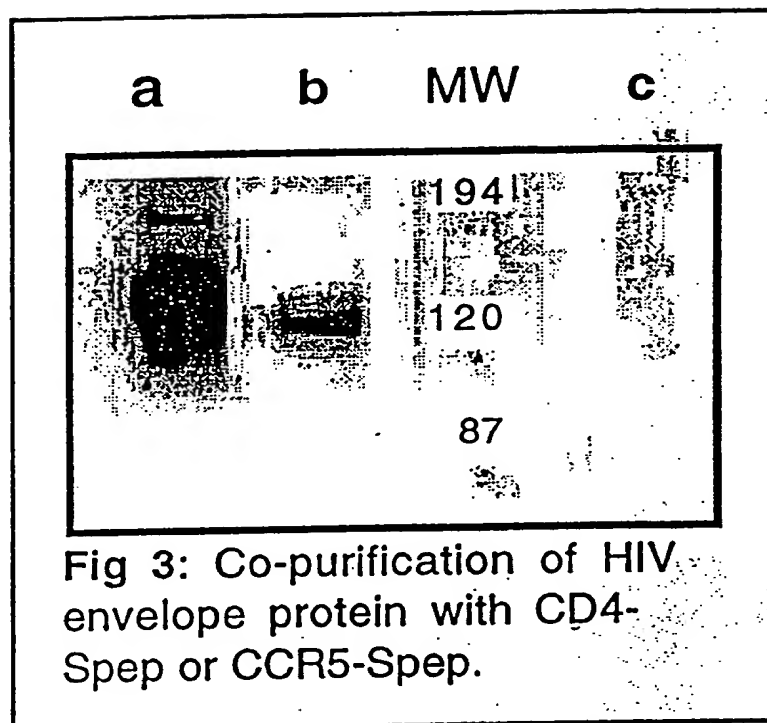 a b MW c
194
120
87
Fig 3: Co-purification of HIV
envelope protein with CD4-
Spep or CCR5-Spep.